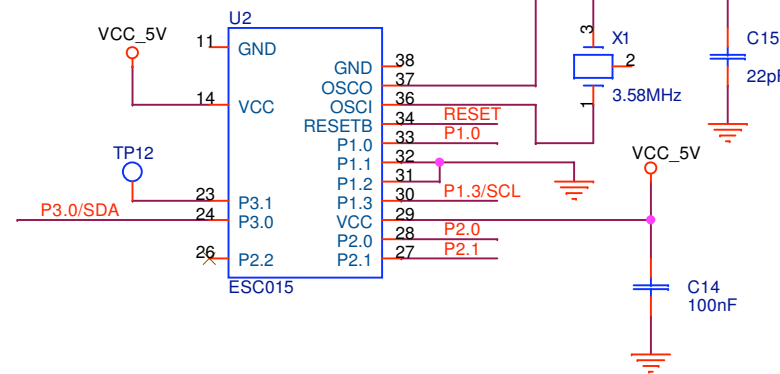 U2
VCC_5V
11
GND
GND
38
OSCO
37
14
VCC
OSCI
36
RESETB
34
RESET
P1.0
33
P1.0
P1.1
32
TP12
P1.2
31
23
P3.1
P1.3
30
P1.3/SCL
P3.0/SDA
24
P3.0
VCC
29
P2.0
28
P2.0
26
P2.2
P2.1
27
P2.1
ESC015
3
X1
2
3.58MHz
1
C15
22p
VCC_5V
C14
100nF